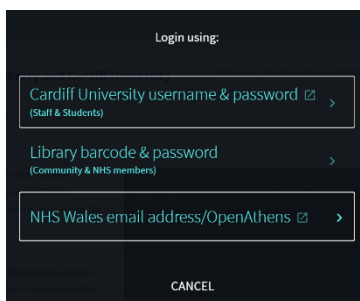 Login using:
Cardiff University username & password
(Staff & Students)
Library barcode & password
(Community & NHS members)
NHS Wales email address/OpenAthens
CANCEL